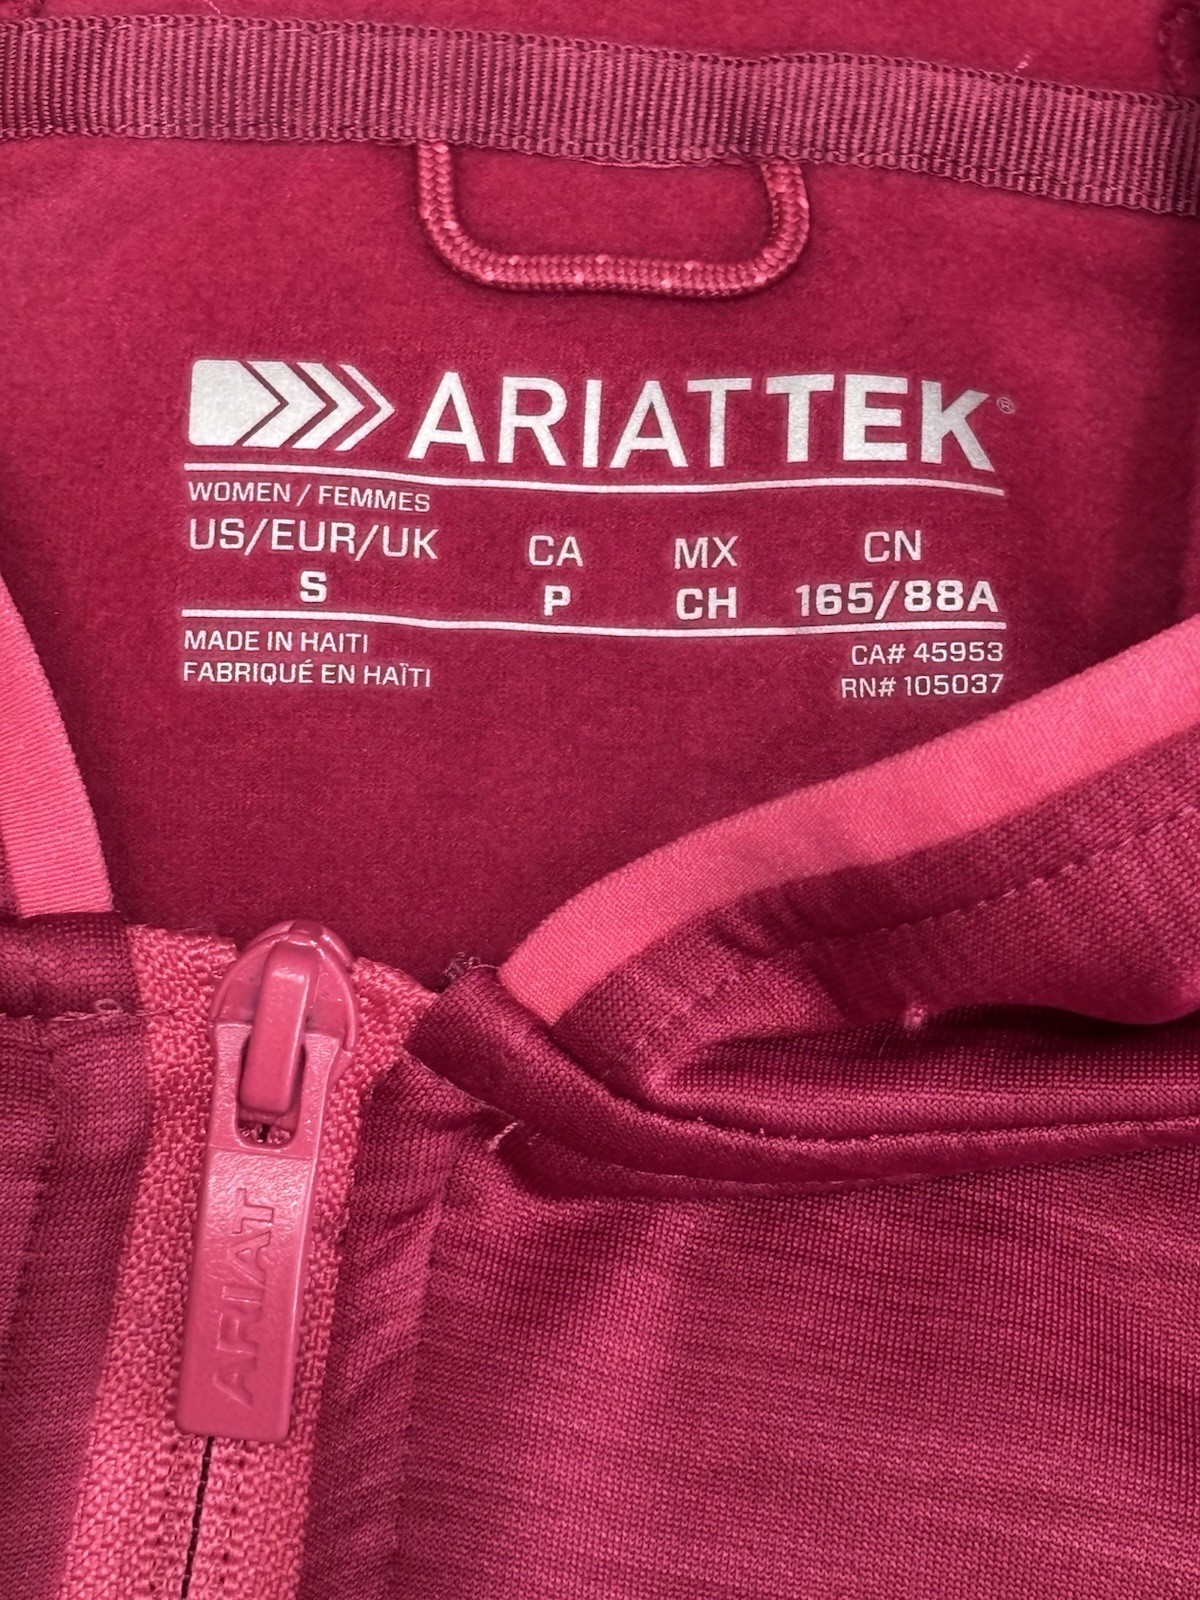 ARIATTEK®
WOMEN / FEMMES
US/EUR/UK CA MX CN
S P CH 165/88A
MADE IN HAITI
FABRIQUÉ EN HAÏTI
CA# 45953
RN# 105037
ARIAT